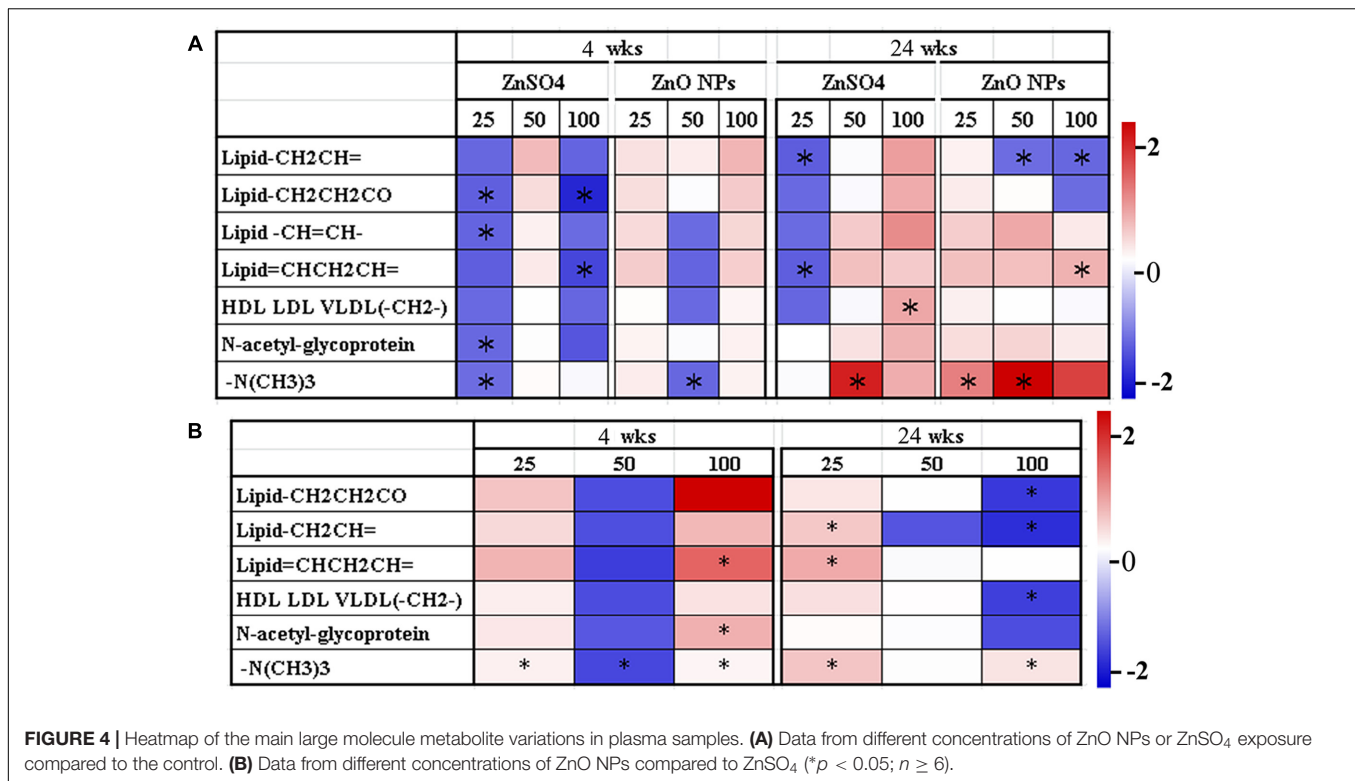 A
4 wks 24 wks
ZnSO4 ZnO NPs ZnSO4 ZnO NPs
25 50 100 25 50 100 25 50 100 25 50 100
Lipid-CH2CH= * * *
Lipid-CH2CH2CO * *
Lipid -CH=CH- *
Lipid=CHCH2CH= * * *
HDL LDL VLDL(-CH2-) *
N-acetyl-glycoprotein *
-N(CH3)3 * * * * *
2
0
-2
B
4 wks 24 wks
25 50 100 25 50 100
Lipid-CH2CH2CO *
Lipid-CH2CH= * *
Lipid=CHCH2CH= * *
HDL LDL VLDL(-CH2-) *
N-acetyl-glycoprotein *
-N(CH3)3 * * * * *
2
0
-2
FIGURE 4 | Heatmap of the main large molecule metabolite variations in plasma samples. (A) Data from different concentrations of ZnO NPs or ZnSO₄ exposure
compared to the control. (B) Data from different concentrations of ZnO NPs compared to ZnSO₄ (*p < 0.05; n ≥ 6).